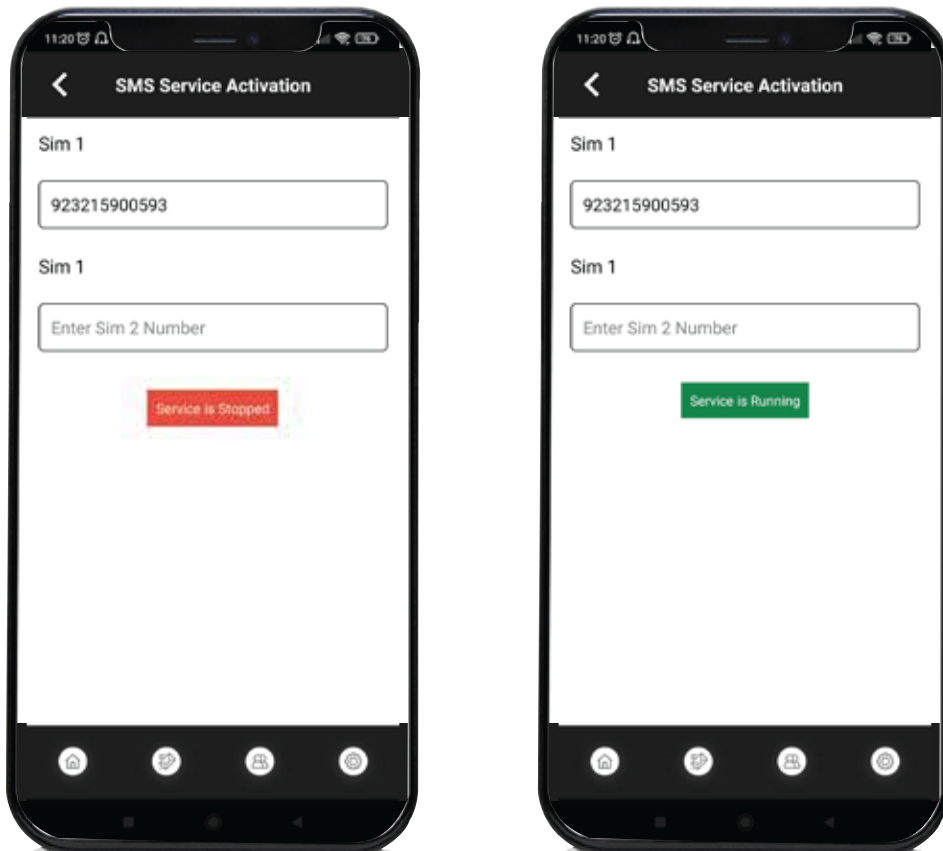 11:20
SMS Service Activation
Sim 1
923215900593
Sim 1
Enter Sim 2 Number
Service is Stopped
11:20
SMS Service Activation
Sim 1
923215900593
Sim 1
Enter Sim 2 Number
Service is Running